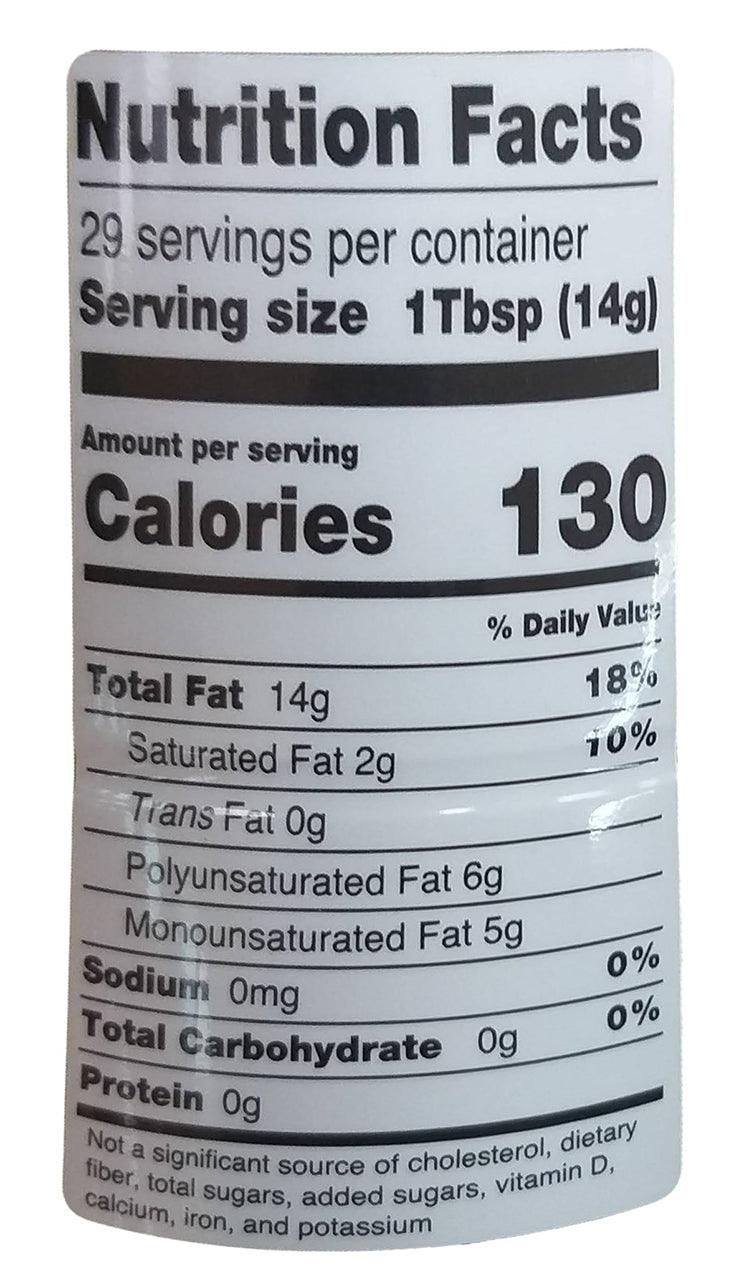 Nutrition Facts
29 servings per container
Serving size 1Tbsp (14g)
Amount per serving
Calories 130
% Daily Value
Total Fat 14g 18%
Saturated Fat 2g 10%
Trans Fat 0g
Polyunsaturated Fat 6g
Monounsaturated Fat 5g
Sodium 0mg 0%
Total Carbohydrate 0g 0%
Protein 0g
Not a significant source of cholesterol, dietary
fiber, total sugars, added sugars, vitamin D,
calcium, iron, and potassium